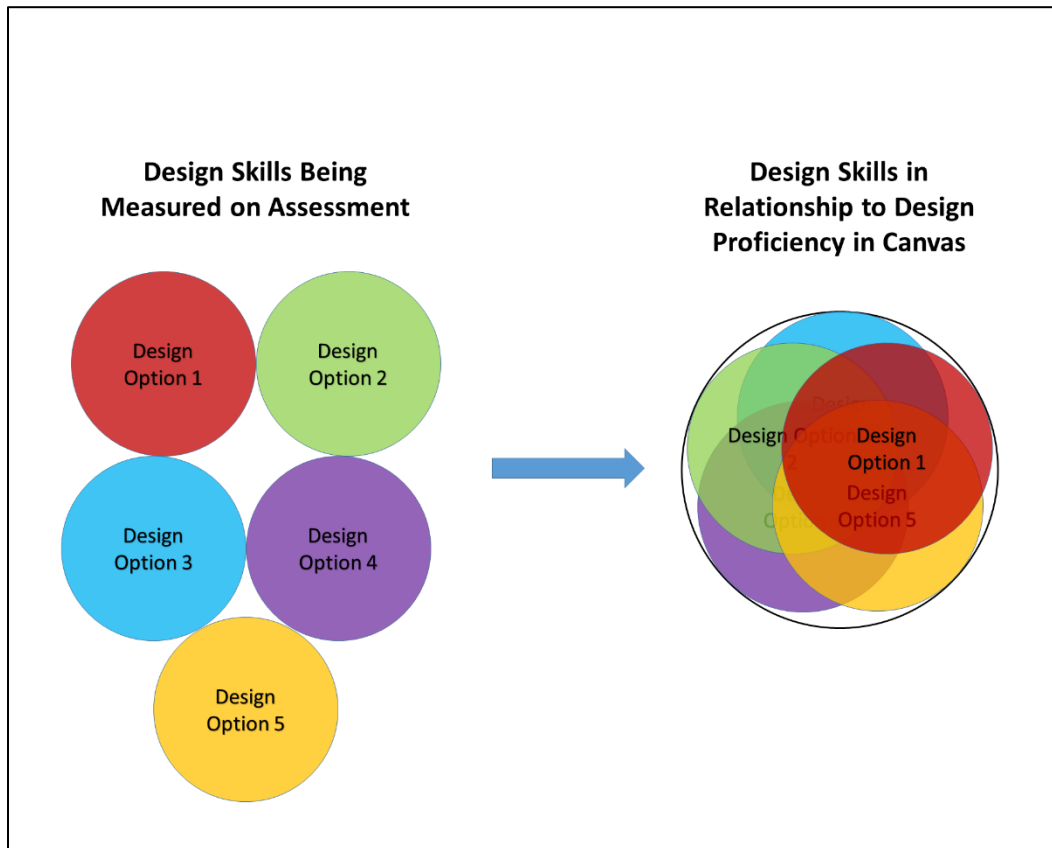 Design Skills Being
Measured on Assessment
Design
Option 1
Design
Option 2
Design
Option 3
Design
Option 4
Design
Option 5
Design Skills in
Relationship to Design
Proficiency in Canvas
Design Option
2
Design
Option 1
Design
Option 5